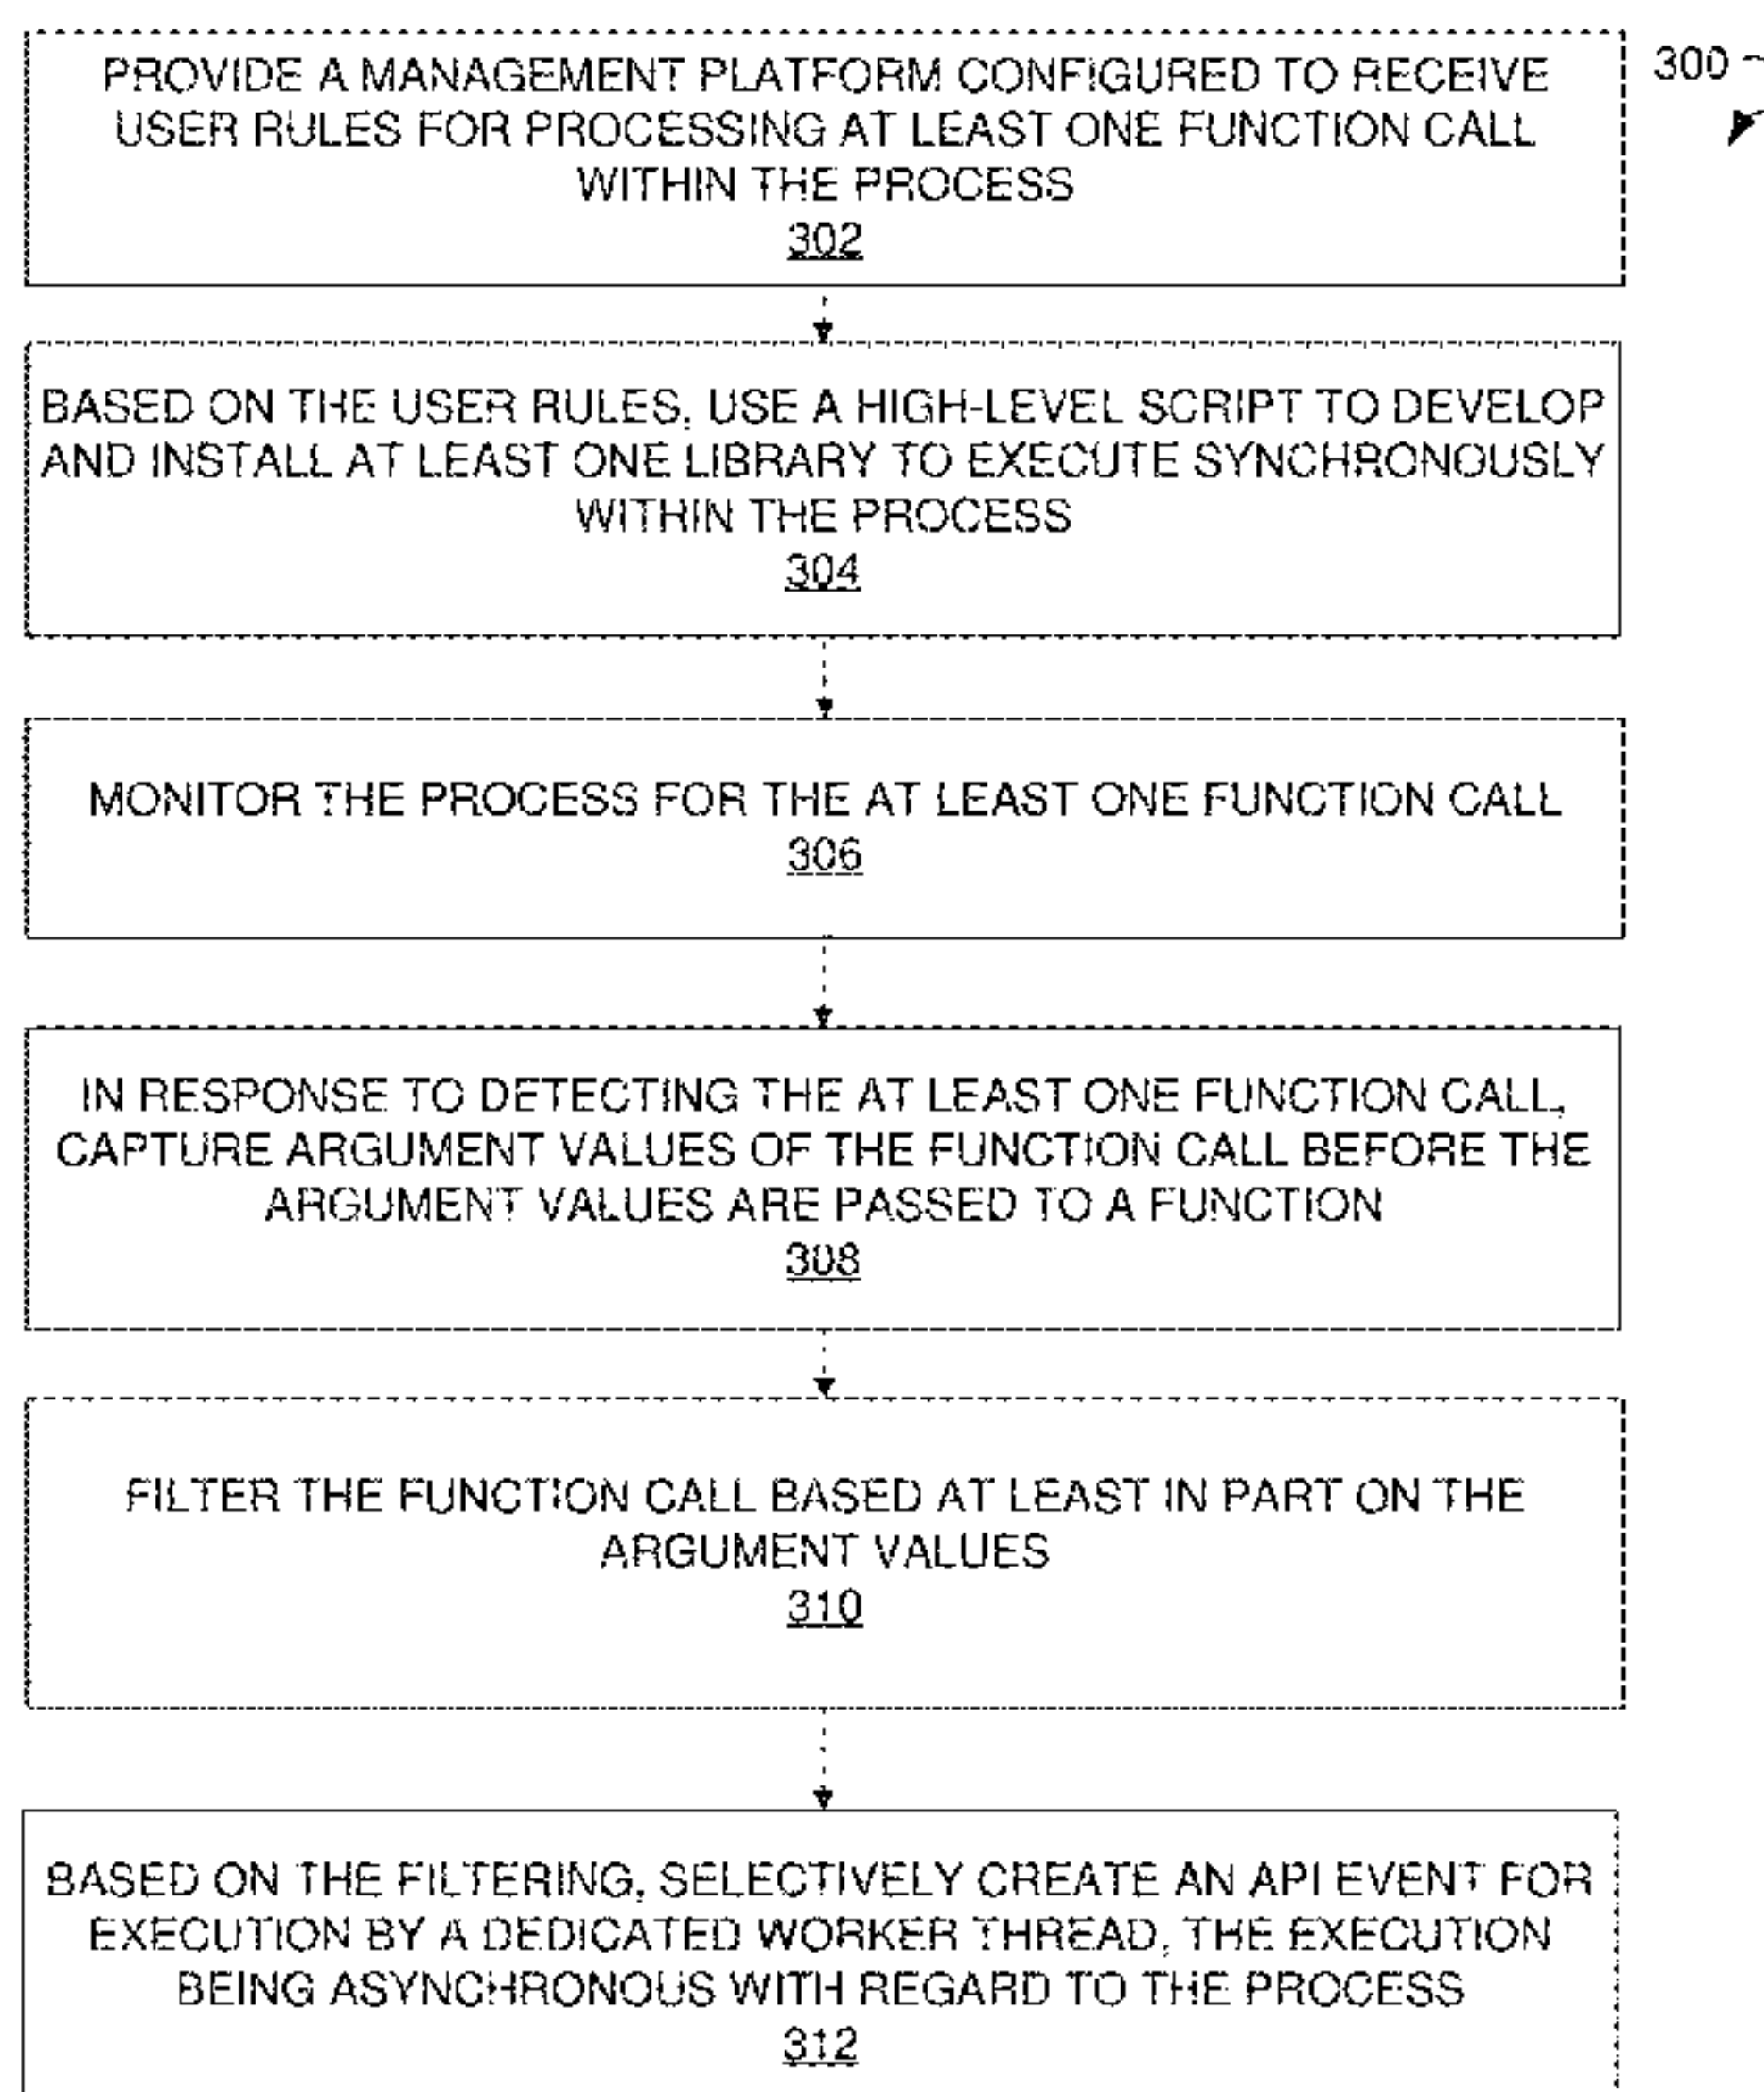 PROVIDE A MANAGEMENT PLATFORM CONFIGURED TO RECEIVE
USER RULES FOR PROCESSING AT LEAST ONE FUNCTION CALL
WITHIN THE PROCESS
302
300
BASED ON THE USER RULES, USE A HIGH-LEVEL SCRIPT TO DEVELOP
AND INSTALL AT LEAST ONE LIBRARY TO EXECUTE SYNCHRONOUSLY
WITHIN THE PROCESS
304
MONITOR THE PROCESS FOR THE AT LEAST ONE FUNCTION CALL
306
IN RESPONSE TO DETECTING THE AT LEAST ONE FUNCTION CALL,
CAPTURE ARGUMENT VALUES OF THE FUNCTION CALL BEFORE THE
ARGUMENT VALUES ARE PASSED TO A FUNCTION
308
FILTER THE FUNCTION CALL BASED AT LEAST IN PART ON THE
ARGUMENT VALUES
310
BASED ON THE FILTERING, SELECTIVELY CREATE AN API EVENT FOR
EXECUTION BY A DEDICATED WORKER THREAD, THE EXECUTION
BEING ASYNCHRONOUS WITH REGARD TO THE PROCESS
312